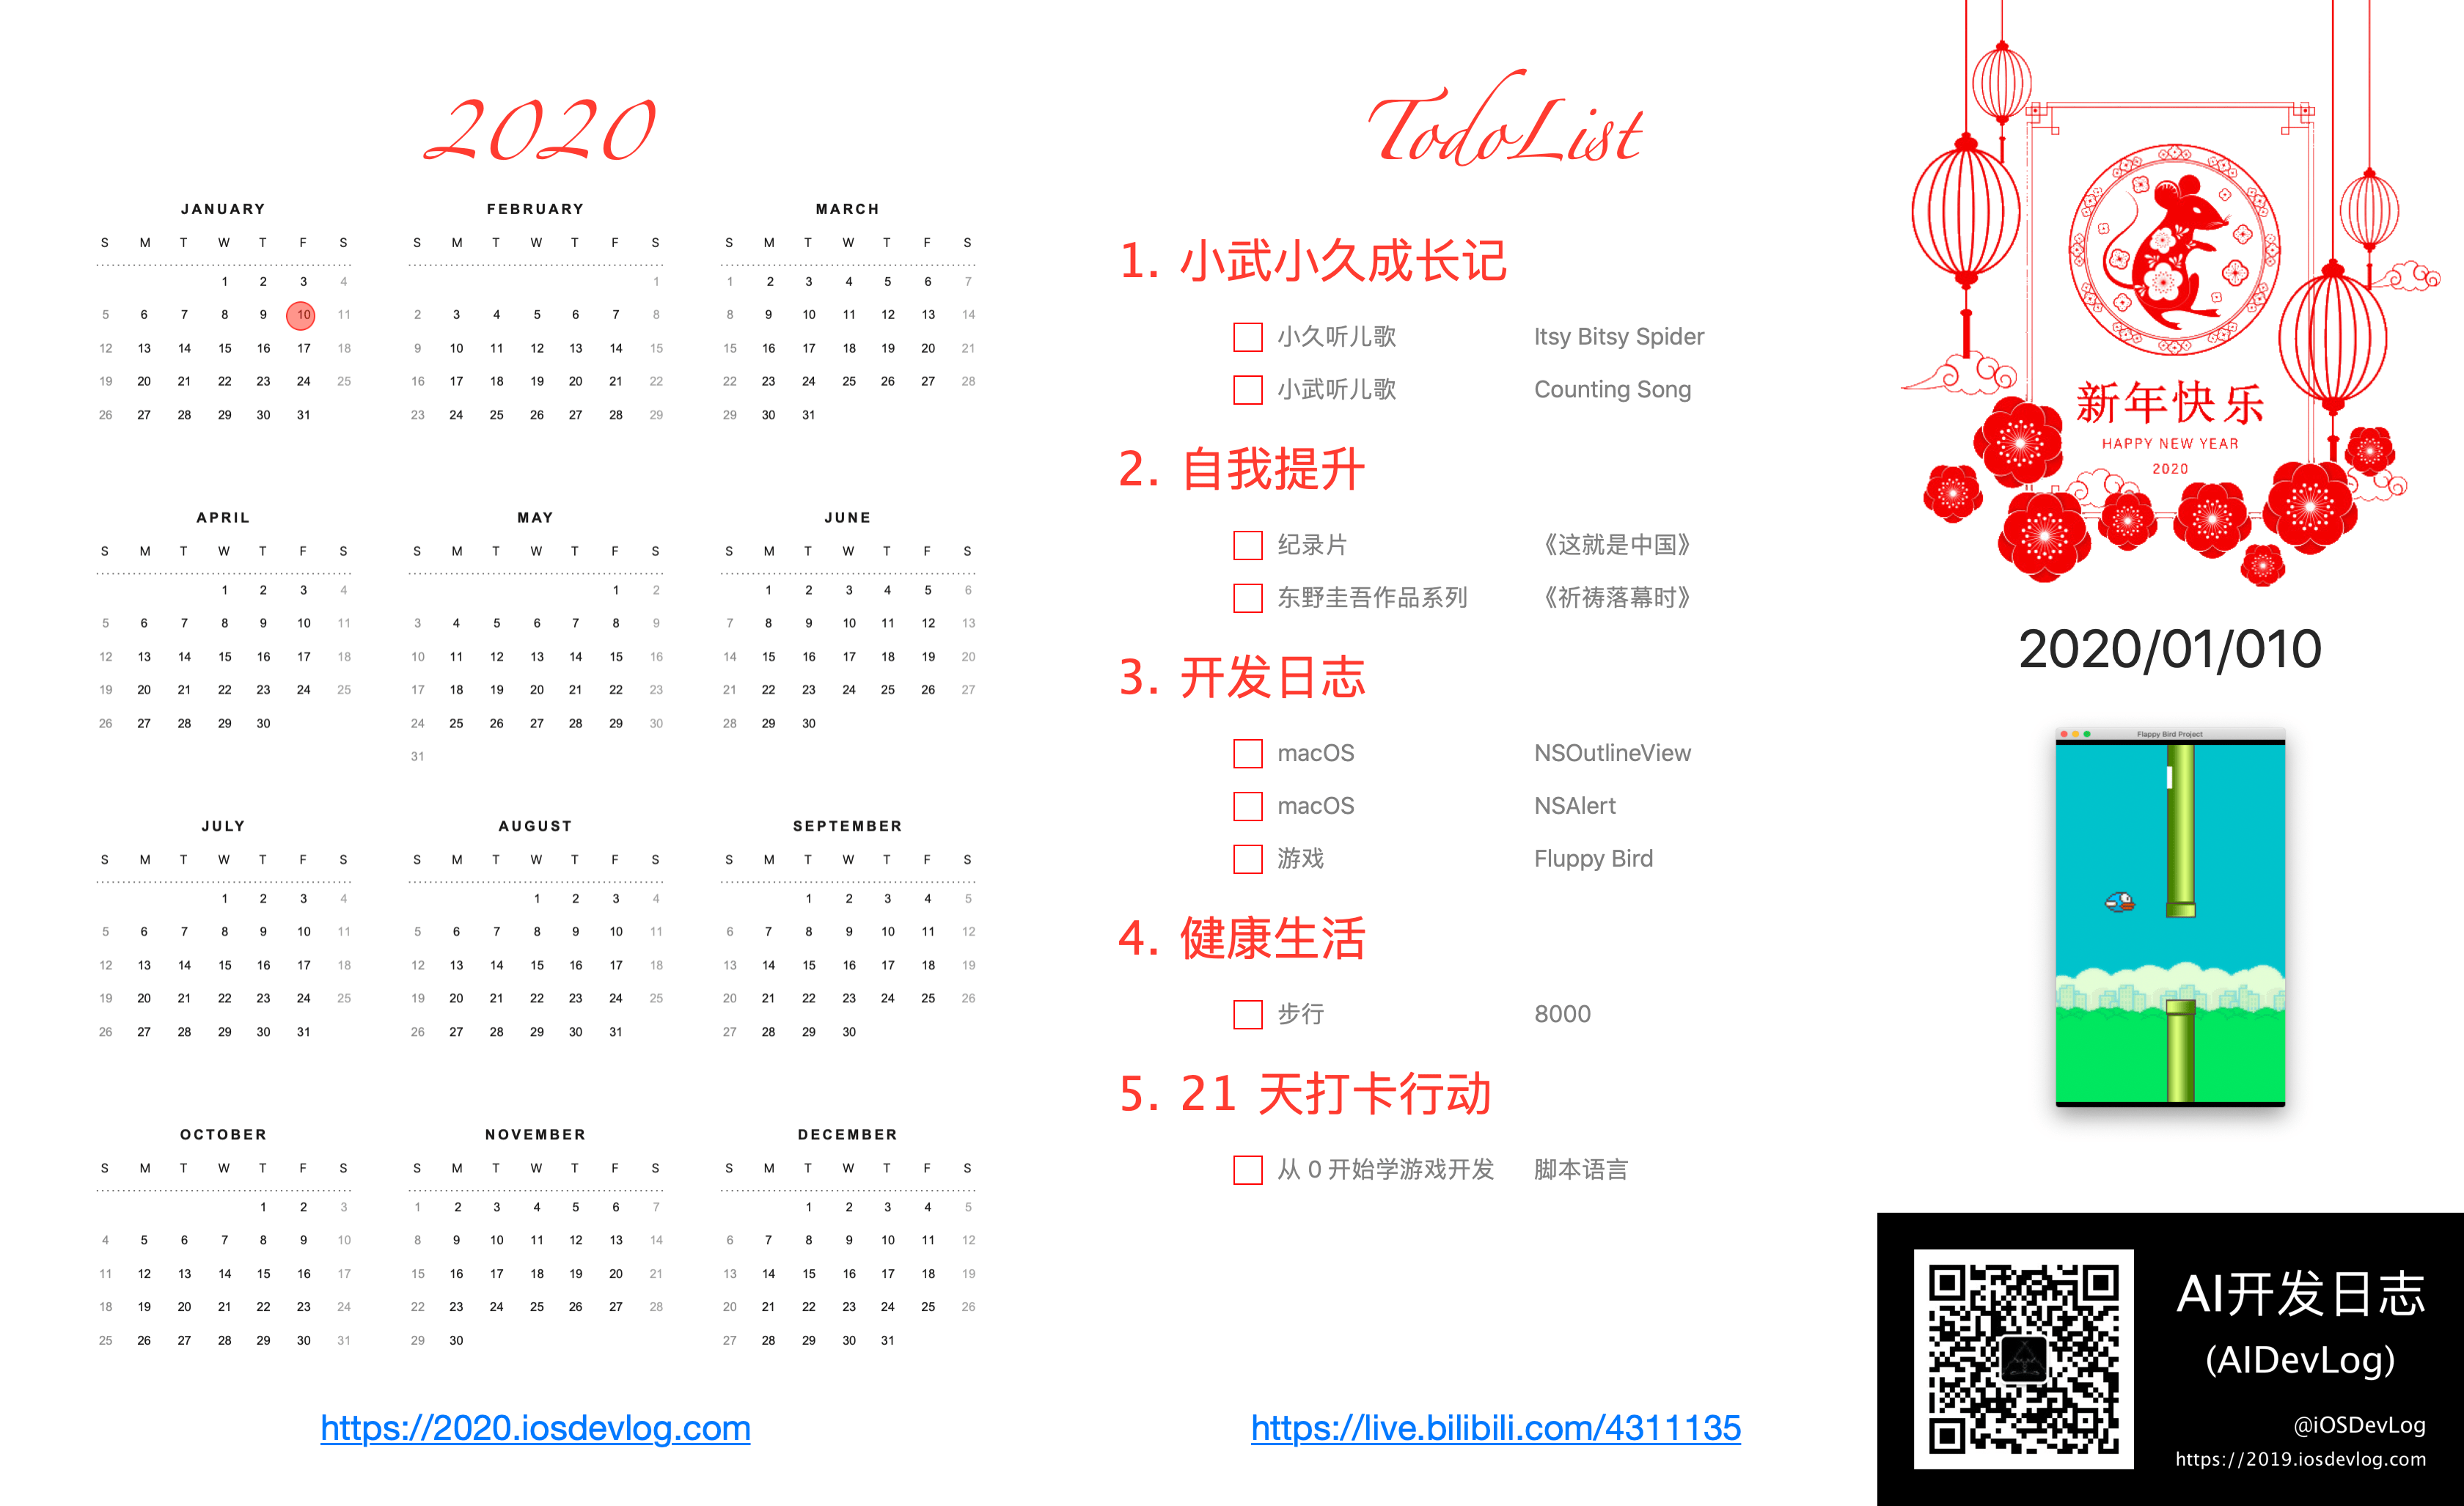 2020
JANUARY
S M T W T F S
1 2 3 4
5 6 7 8 9 10 11
12 13 14 15 16 17 18
19 20 21 22 23 24 25
26 27 28 29 30 31
FEBRUARY
S M T W T F S
1
2 3 4 5 6 7 8
9 10 11 12 13 14 15
16 17 18 19 20 21 22
23 24 25 26 27 28 29
MARCH
S M T W T F S
1 2 3 4 5 6 7
8 9 10 11 12 13 14
15 16 17 18 19 20 21
22 23 24 25 26 27 28
29 30 31
APRIL
S M T W T F S
1 2 3 4
5 6 7 8 9 10 11
12 13 14 15 16 17 18
19 20 21 22 23 24 25
26 27 28 29 30
MAY
S M T W T F S
1 2
3 4 5 6 7 8 9
10 11 12 13 14 15 16
17 18 19 20 21 22 23
24 25 26 27 28 29 30
31
JUNE
S M T W T F S
1 2 3 4 5 6
7 8 9 10 11 12 13
14 15 16 17 18 19 20
21 22 23 24 25 26 27
28 29 30
JULY
S M T W T F S
1 2 3 4
5 6 7 8 9 10 11
12 13 14 15 16 17 18
19 20 21 22 23 24 25
26 27 28 29 30 31
AUGUST
S M T W T F S
1 2 3 4
5 6 7 8 9 10 11
12 13 14 15 16 17 18
19 20 21 22 23 24 25
26 27 28 29 30 31
SEPTEMBER
S M T W T F S
1 2 3 4 5
6 7 8 9 10 11 12
13 14 15 16 17 18 19
20 21 22 23 24 25 26
27 28 29 30
OCTOBER
S M T W T F S
1 2 3
4 5 6 7 8 9 10
11 12 13 14 15 16 17
18 19 20 21 22 23 24
25 26 27 28 29 30 31
NOVEMBER
S M T W T F S
1 2 3 4 5 6 7
8 9 10 11 12 13 14
15 16 17 18 19 20 21
22 23 24 25 26 27 28
29 30
DECEMBER
S M T W T F S
1 2 3 4 5
6 7 8 9 10 11 12
13 14 15 16 17 18 19
20 21 22 23 24 25 26
27 28 29 30 31
https://2020.iosdevlog.com
TodoList
1. 小武小久成长记
小久听儿歌 Itsy Bitsy Spider
小武听儿歌 Counting Song
2. 自我提升
纪录片 《这就是中国》
东野圭吾作品系列 《祈祷落幕时》
3. 开发日志
macOS NSOutlineView
macOS NSAlert
游戏 Fluppy Bird
4. 健康生活
步行 8000
5. 21 天打卡行动
从 0 开始学游戏开发 脚本语言
https://live.bilibili.com/4311135
新年快乐
HAPPY NEW YEAR
2020
2020/01/010
Flappy Bird Project
AI开发日志
(AIDevLog)
@iOSDevLog
https://2019.iosdevlog.com